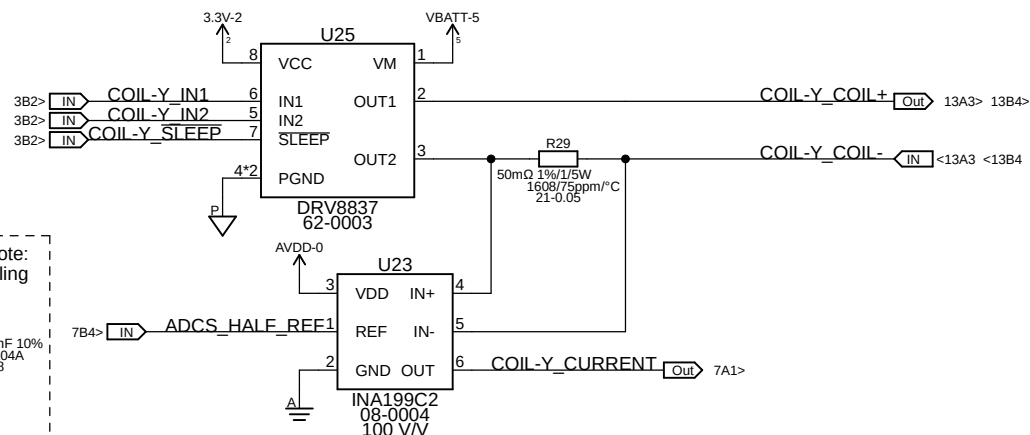 3.3V-2
2
VBATT-5
5
U25
8 VCC VM 1
3B2> IN COIL-Y_IN1 6 IN1 OUT1 2 COIL-Y_COIL+ Out 13A3> 13B4>
3B2> IN COIL-Y_IN2 5 IN2
3B2> IN COIL-Y_SLEEP 7 SLEEP
OUT2 3 R29 COIL-Y_COIL- IN <13A3 <13B4
50mΩ 1%/1/5W
1608/75ppm/°C
21-0.05
4*2 PGND
P
DRV8837
62-0003
AVDD-0
U23
3 VDD IN+ 4
7B4> IN ADCS_HALF_REF 1 REF IN- 5
2 GND OUT 6 COIL-Y_CURRENT Out 7A1>
A
INA199C2
08-0004
100 V/V
ote:
ling
nF 10%
04A